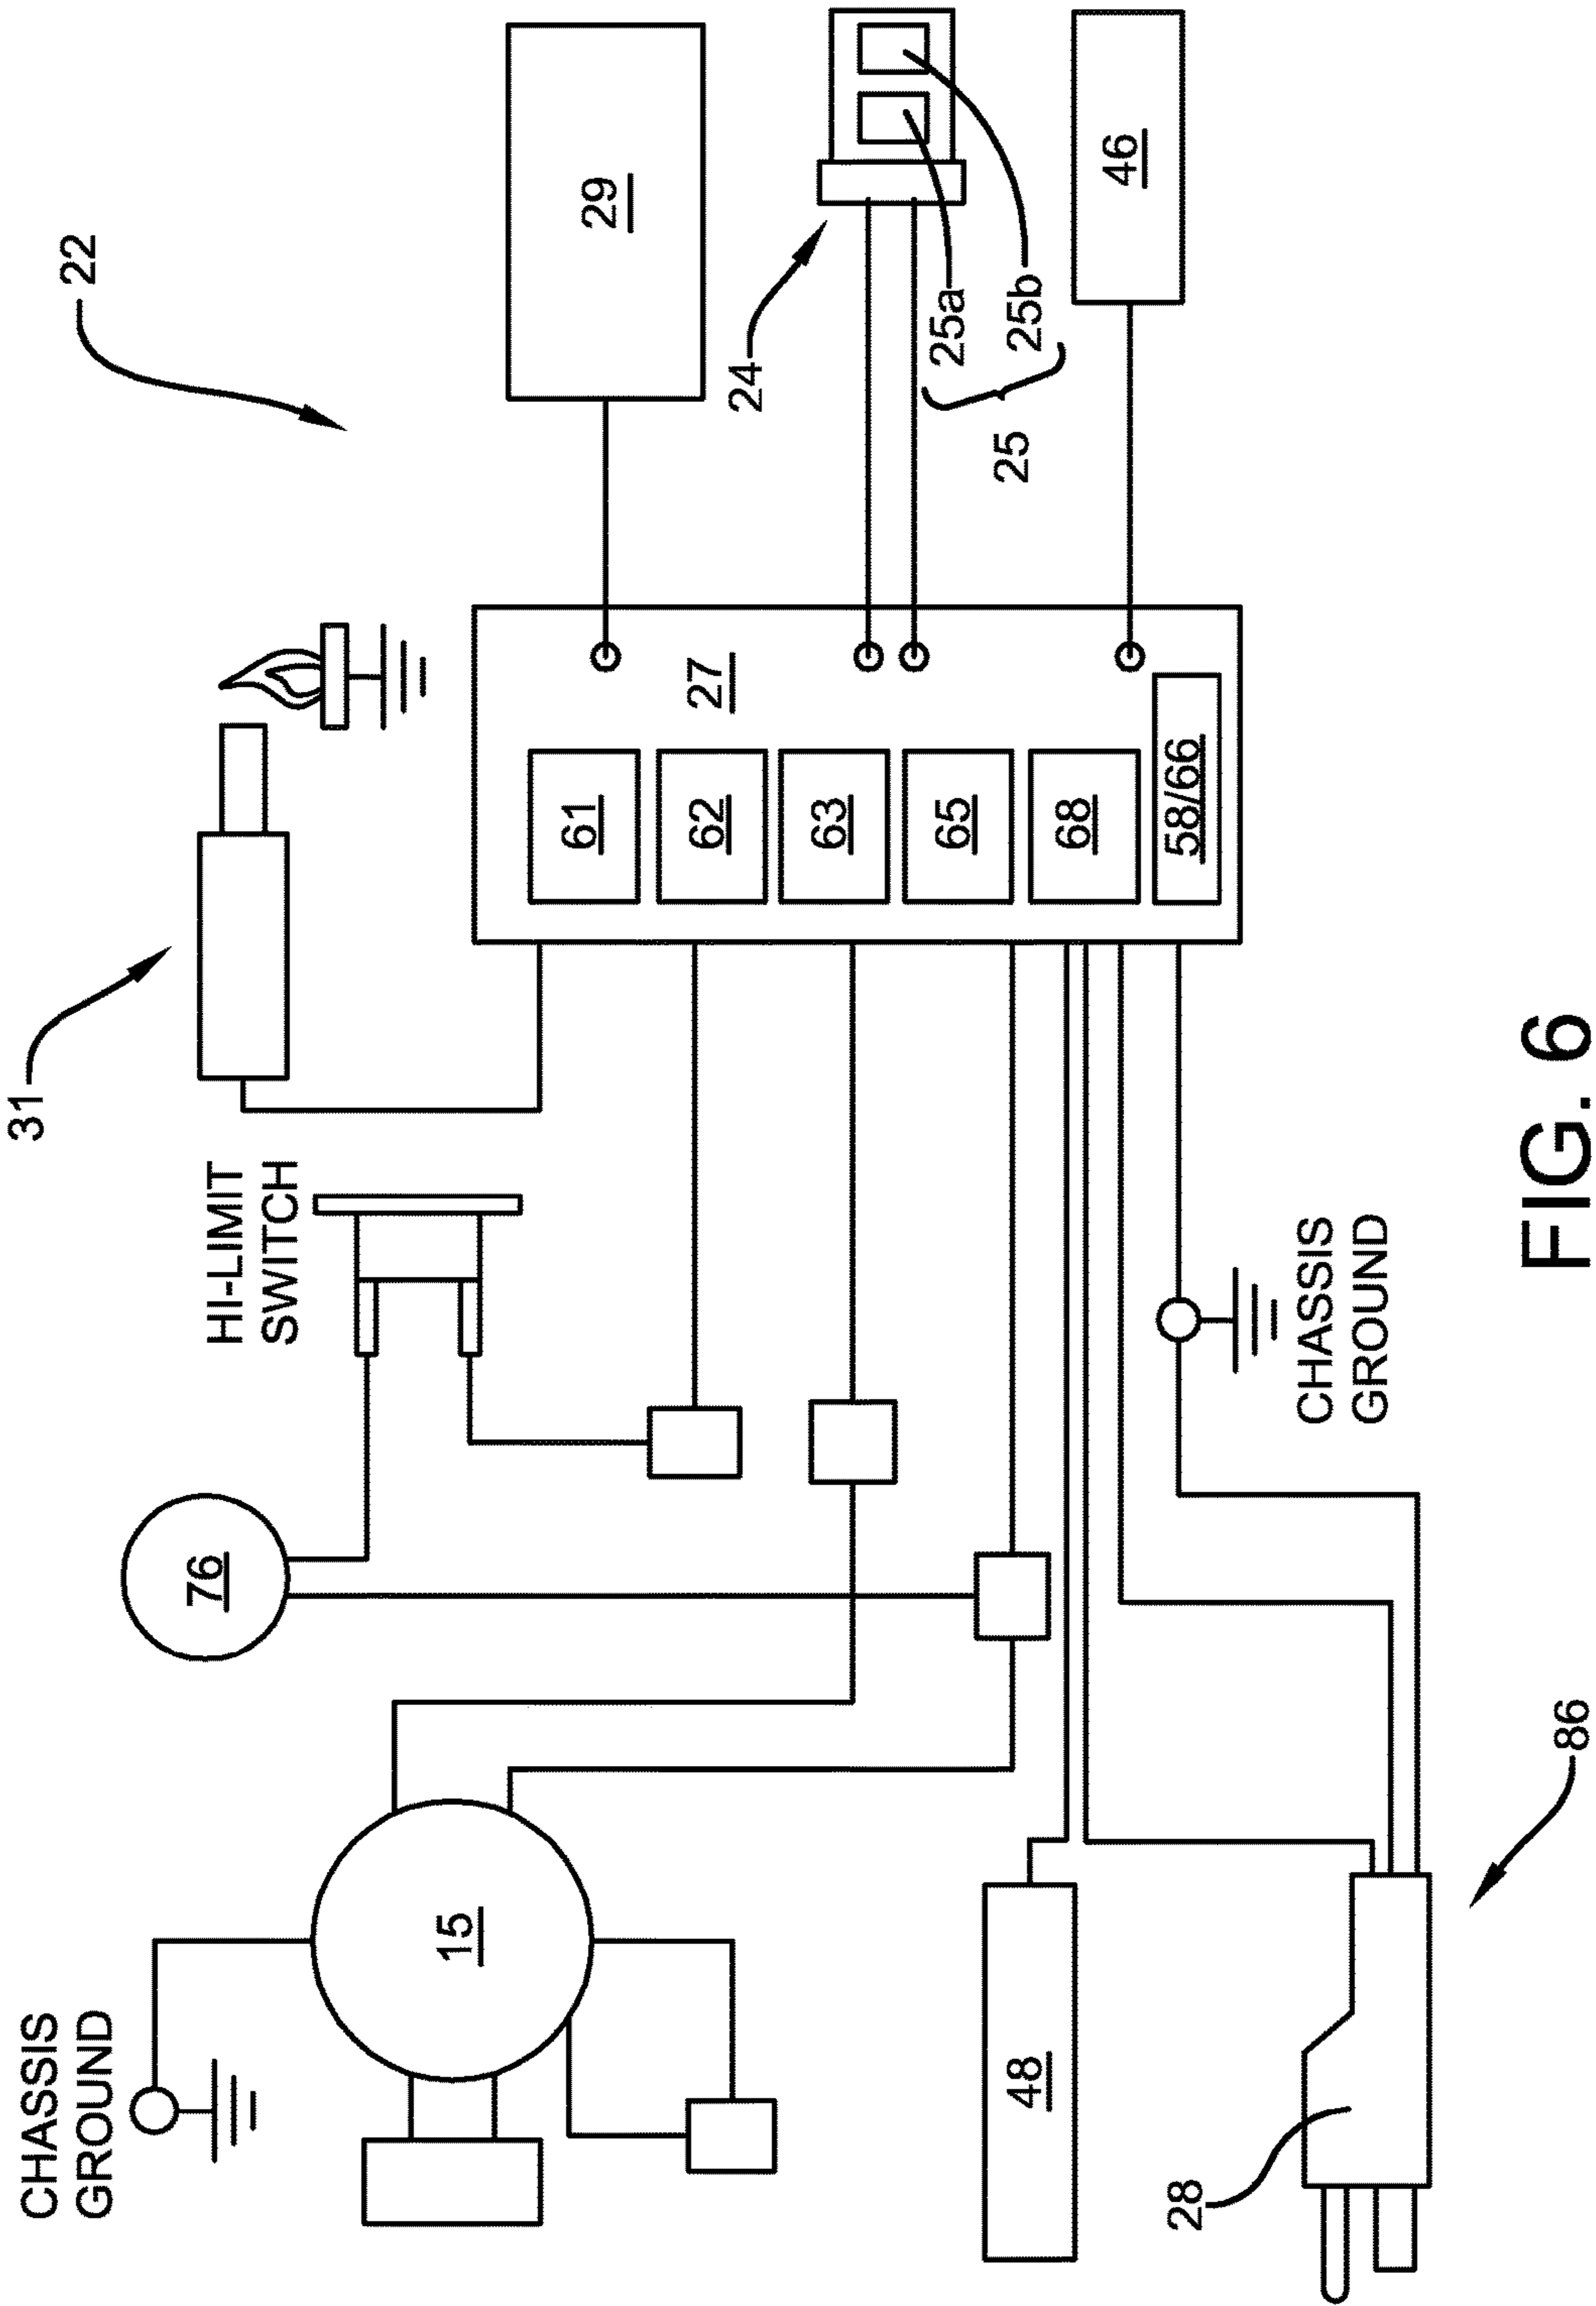 CHASSIS
GROUND
15
76
HI-LIMIT
SWITCH
31
22
29
24
25a
25b
25
46
27
61
62
63
65
68
58/66
48
28
86
CHASSIS
GROUND
FIG. 6